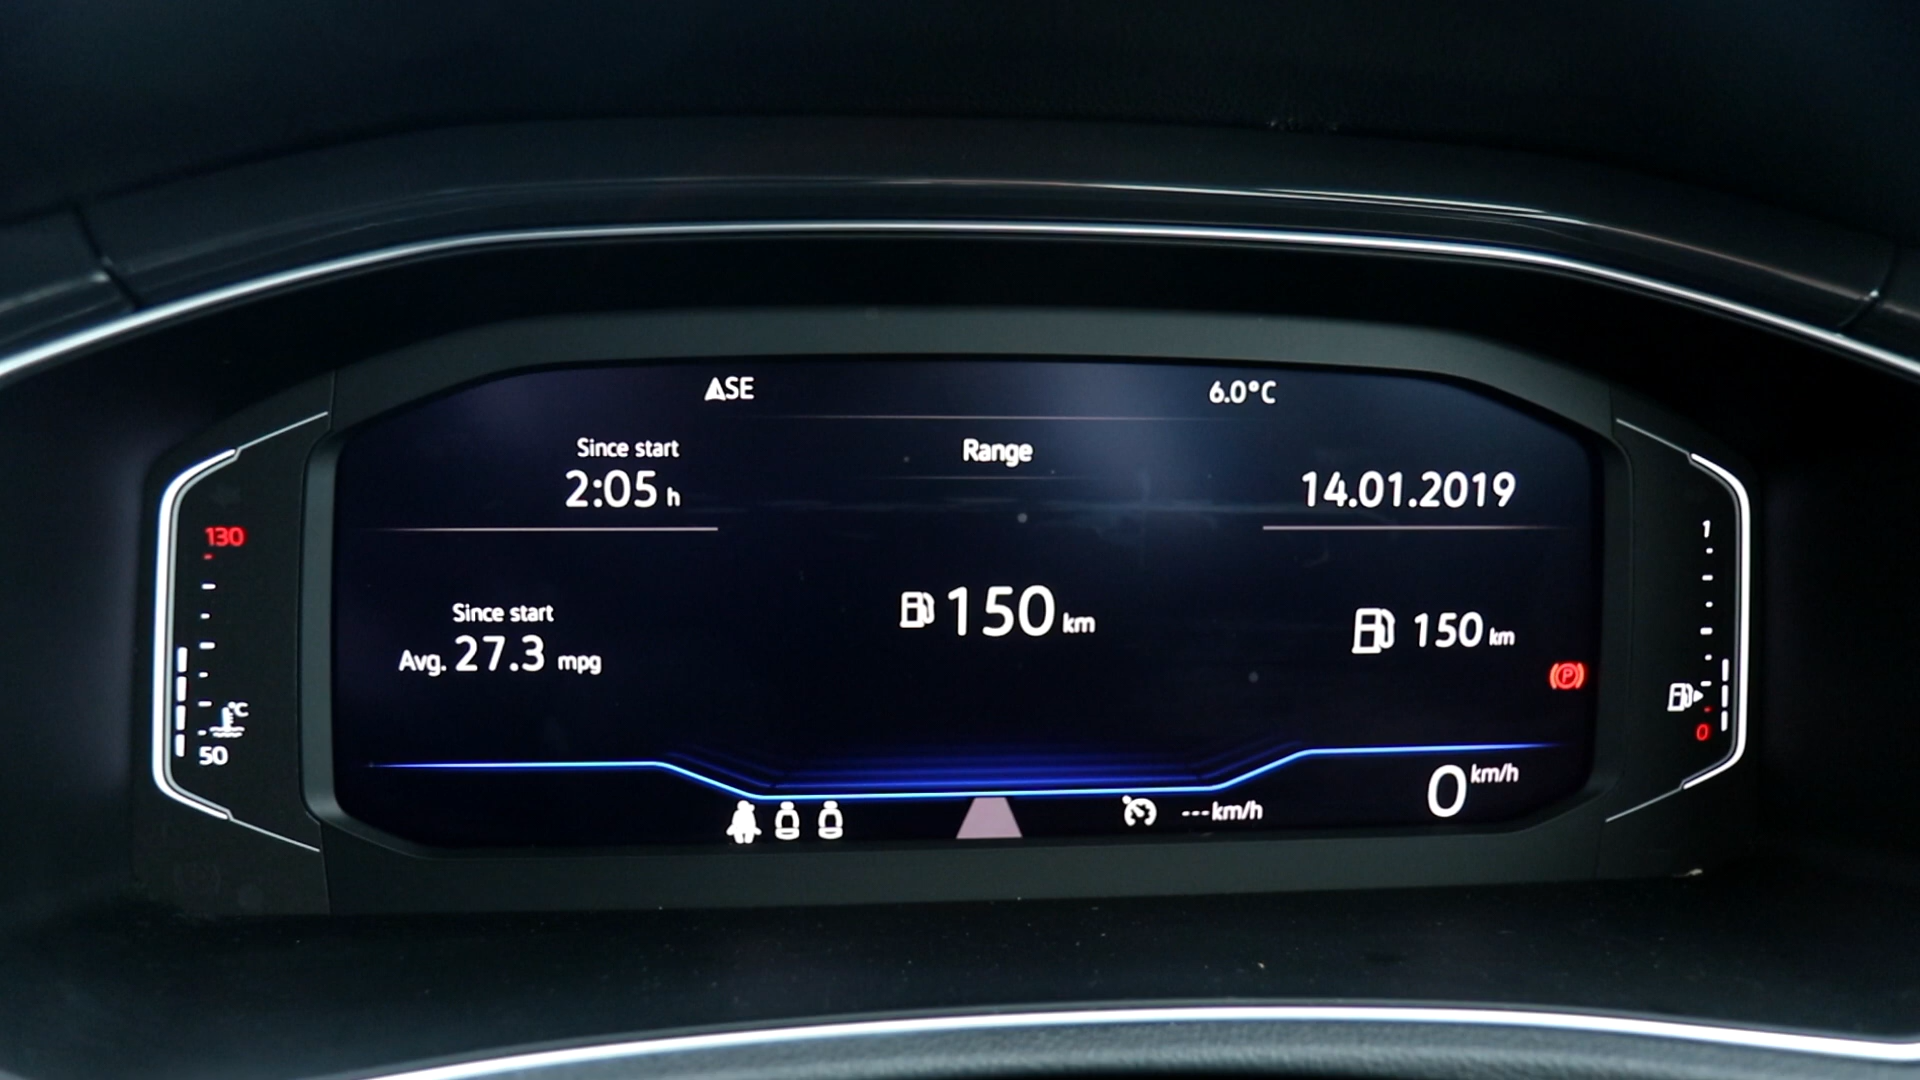 SE
6.0°C
Since start
2:05 h
Range
14.01.2019
130
1
Since start
Avg. 27.3 mpg
150 km
150 km
P
°C
50
0
0 km/h
--- km/h